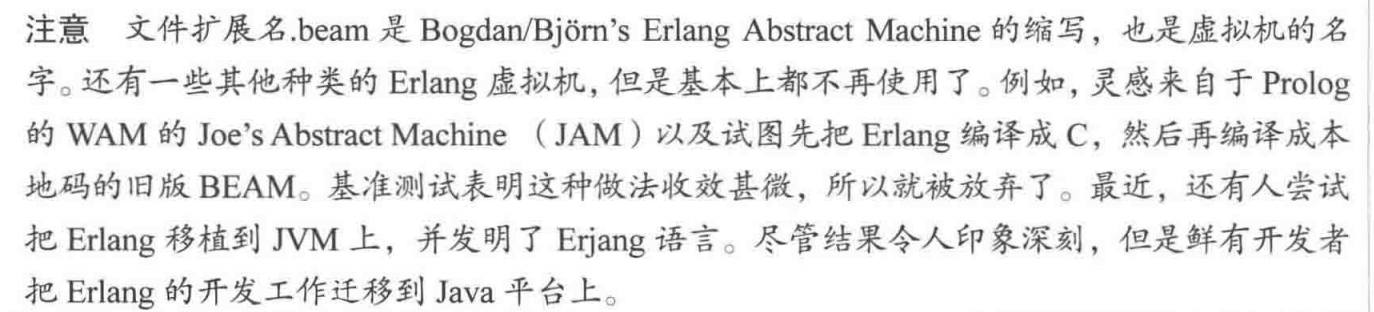 注意　文件扩展名.beam 是 Bogdan/Björn's Erlang Abstract Machine 的缩写，也是虚拟机的名
字。还有一些其他种类的 Erlang 虚拟机，但是基本上都不再使用了。例如，灵感来自于 Prolog
的 WAM 的 Joe's Abstract Machine （JAM）以及试图先把 Erlang 编译成 C，然后再编译成本
地码的旧版 BEAM。基准测试表明这种做法收效甚微，所以就被放弃了。最近，还有人尝试
把 Erlang 移植到 JVM 上，并发明了 Erjang 语言。尽管结果令人印象深刻，但是鲜有开发者
把 Erlang 的开发工作迁移到 Java 平台上。